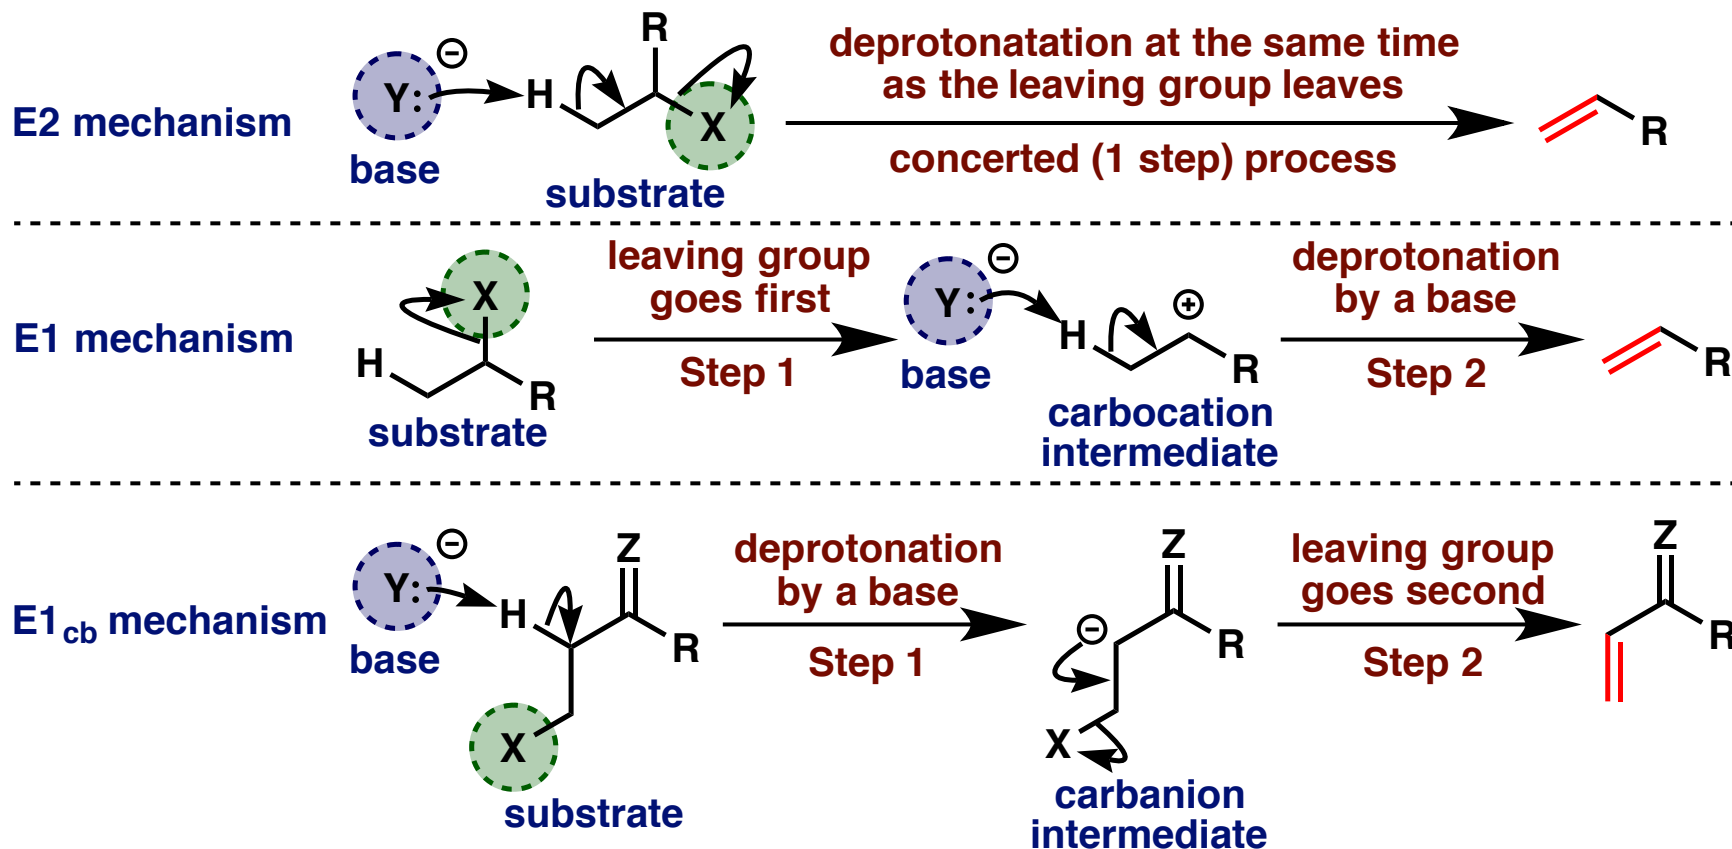 E2 mechanism
Y:
⊖
base
H
R
X
substrate
deprotonatation at the same time
as the leaving group leaves
concerted (1 step) process
R
E1 mechanism
X
H
R
substrate
leaving group
goes first
Step 1
Y:
⊖
base
H
⊕
R
carbocation
intermediate
deprotonation
by a base
Step 2
R
E1cb mechanism
Y:
⊖
base
H
Z
R
X
substrate
deprotonation
by a base
Step 1
Z
⊖
R
X
carbanion
intermediate
leaving group
goes second
Step 2
Z
R